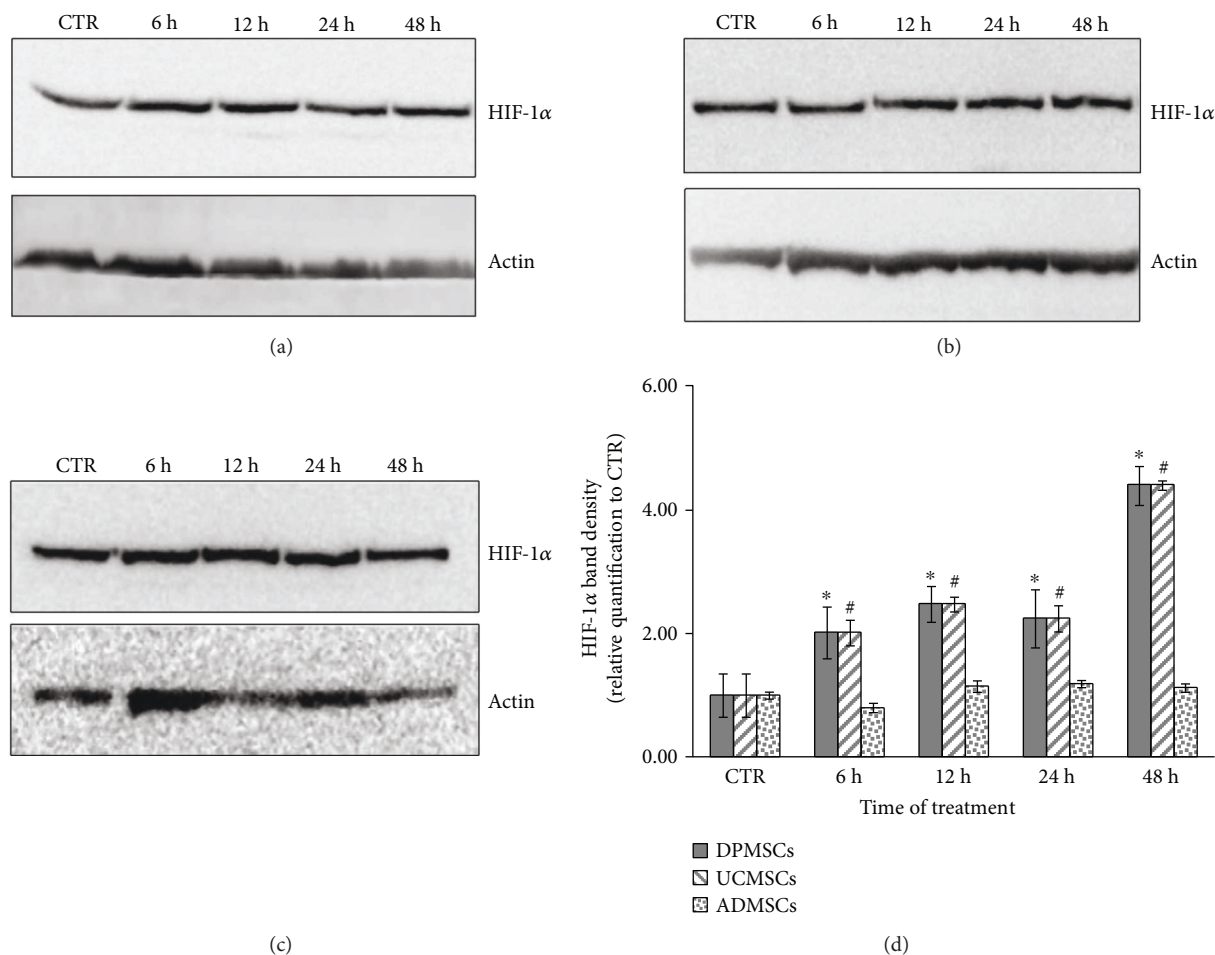 CTR 6 h 12 h 24 h 48 h
HIF-1α
Actin
(a)
CTR 6 h 12 h 24 h 48 h
HIF-1α
Actin
(b)
CTR 6 h 12 h 24 h 48 h
HIF-1α
Actin
(c)
HIF-1α band density
(relative quantification to CTR)
6.00
4.00
2.00
0.00
* #
* #
* #
* #
CTR 6 h 12 h 24 h 48 h
Time of treatment
DPMSCs
UCMSCs
ADMSCs
(d)